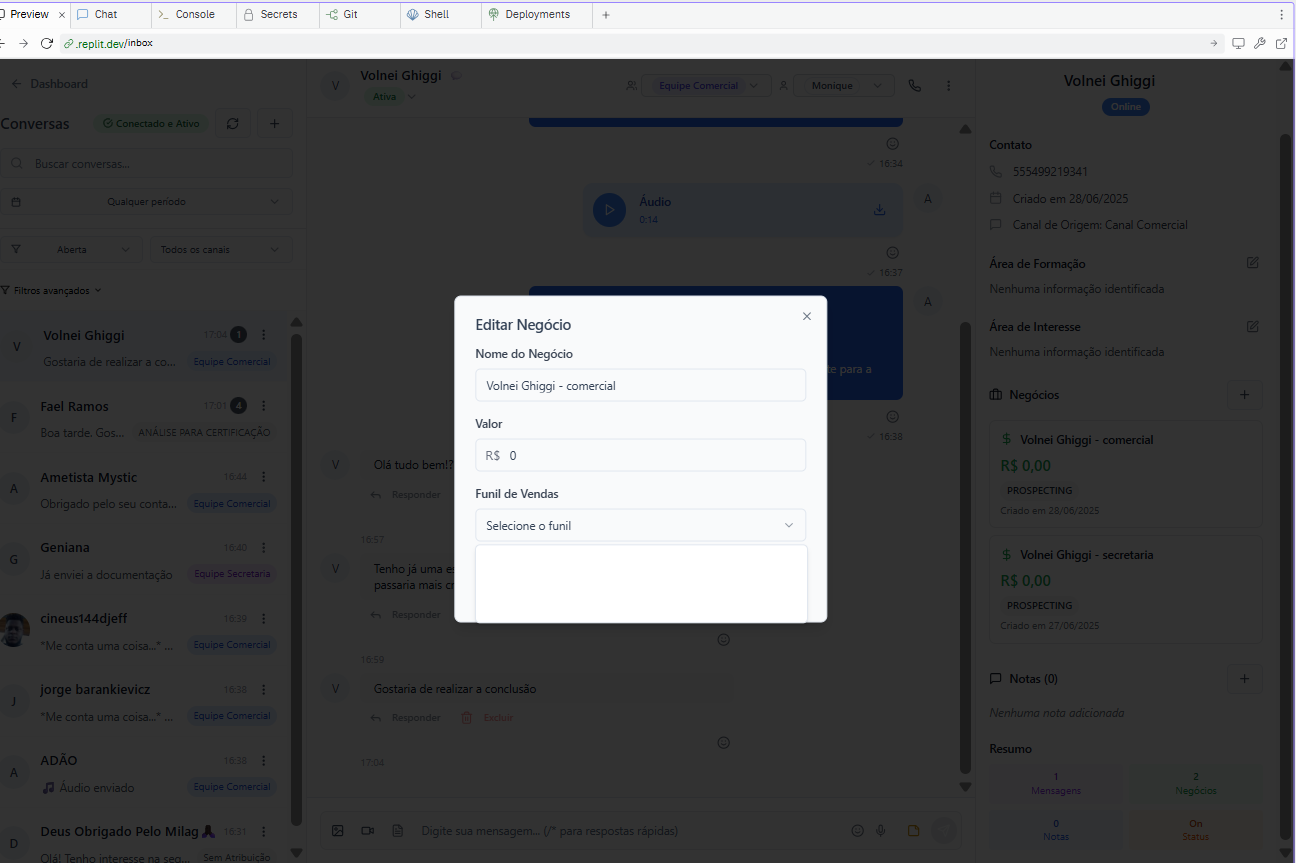 Preview
Chat
Console
Secrets
Git
Shell
Deployments
.replit.dev/inbox
Dashboard
Conversas
Conectado e Ativo
Buscar conversas...
Qualquer período
Aberta
Todos os canais
Filtros avançados
V
Volnei Ghiggi
17:04
1
Gostaria de realizar a co...
Equipe Comercial
F
Fael Ramos
17:01
4
Boa tarde. Gos...
ANÁLISE PARA CERTIFICAÇÃO
A
Ametista Mystic
16:44
Obrigado pelo seu conta...
Equipe Comercial
G
Geniana
16:40
Já enviei a documentação
Equipe Secretaria
cineus144djeff
16:39
*Me conta uma coisa...* ...
Equipe Comercial
J
jorge barankievicz
16:38
*Me conta uma coisa...* ...
Equipe Comercial
A
ADÃO
16:38
Áudio enviado
Equipe Comercial
D
Deus Obrigado Pelo Milag
16:31
Olá! Tenho interesse na seg...
Sem Atribuição
V
Volnei Ghiggi
Ativa
Equipe Comercial
Monique
16:34
Áudio
0:14
A
16:37
A
te para a
16:38
V
Olá tudo bem!?
Responder
16:57
V
Tenho já uma es
passaria mais cr
Responder
16:59
V
Gostaria de realizar a conclusão
Responder
Excluir
17:04
Digite sua mensagem... (/* para respostas rápidas)
Editar Negócio
Nome do Negócio
Volnei Ghiggi - comercial
Valor
R$ 0
Funil de Vendas
Selecione o funil
Volnei Ghiggi
Online
Contato
555499219341
Criado em 28/06/2025
Canal de Origem: Canal Comercial
Área de Formação
Nenhuma informação identificada
Área de Interesse
Nenhuma informação identificada
Negócios
$ Volnei Ghiggi - comercial
R$ 0,00
PROSPECTING
Criado em 28/06/2025
$ Volnei Ghiggi - secretaria
R$ 0,00
PROSPECTING
Criado em 27/06/2025
Notas (0)
Nenhuma nota adicionada
Resumo
1
Mensagens
2
Negócios
0
Notas
On
Status